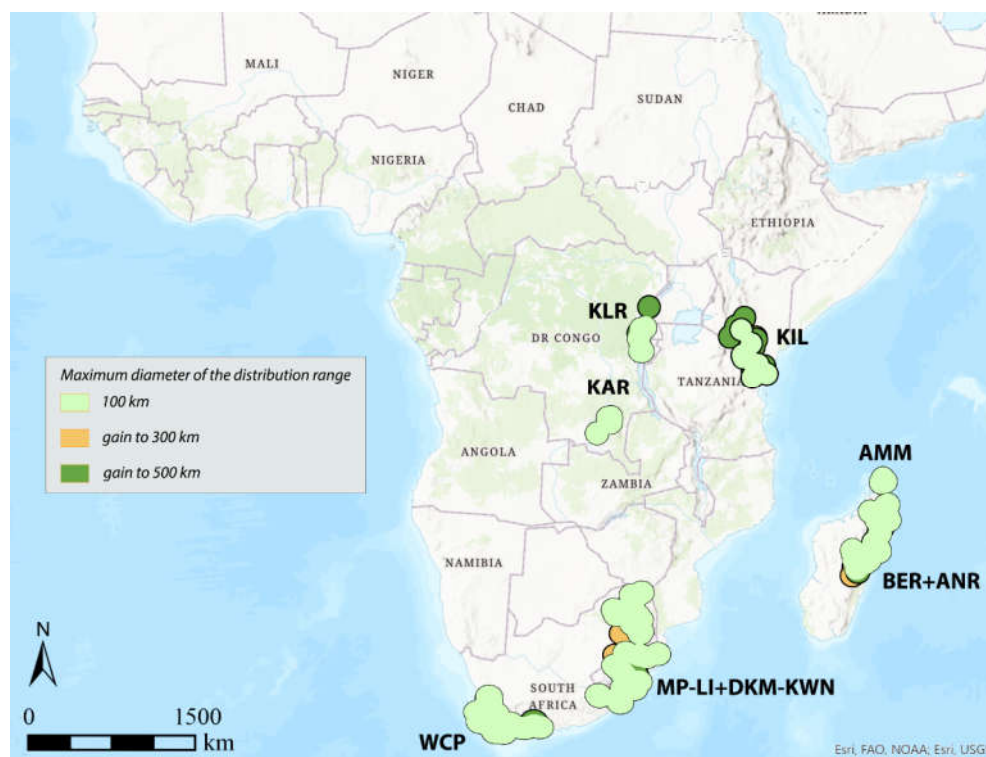 MALI
NIGER
CHAD
SUDAN
NIGERIA
ETHIOPIA
KLR
DR CONGO
KIL
TANZANIA
Maximum diameter of the distribution range
100 km
gain to 300 km
gain to 500 km
KAR
ANGOLA
ZAMBIA
AMM
NAMIBIA
BER+ANR
N
SOUTH
AFRICA
MP-LI+DKM-KWN
0 1500
km
WCP
Esri, FAO, NOAA; Esri, USG